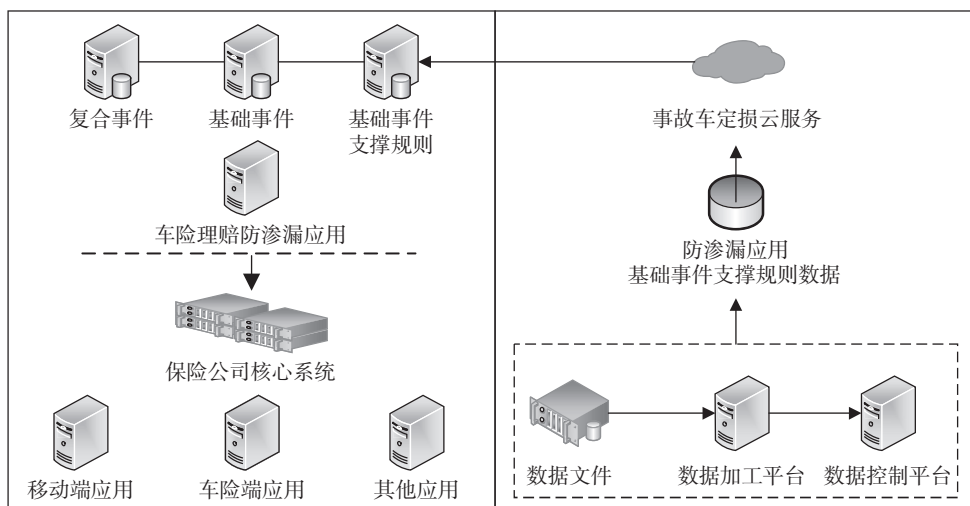 复合事件
基础事件
基础事件
支撑规则
车险理赔防渗漏应用
保险公司核心系统
移动端应用
车险端应用
其他应用
事故车定损云服务
防渗漏应用
基础事件支撑规则数据
数据文件
数据加工平台
数据控制平台